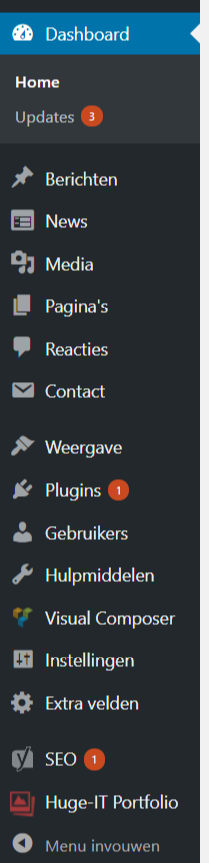 Dashboard
Home
Updates 3
Berichten
News
Media
Pagina's
Reacties
Contact
Weergave
Plugins 1
Gebruikers
Hulpmiddelen
Visual Composer
Instellingen
Extra velden
SEO 1
Huge-IT Portfolio
Menu invouwen